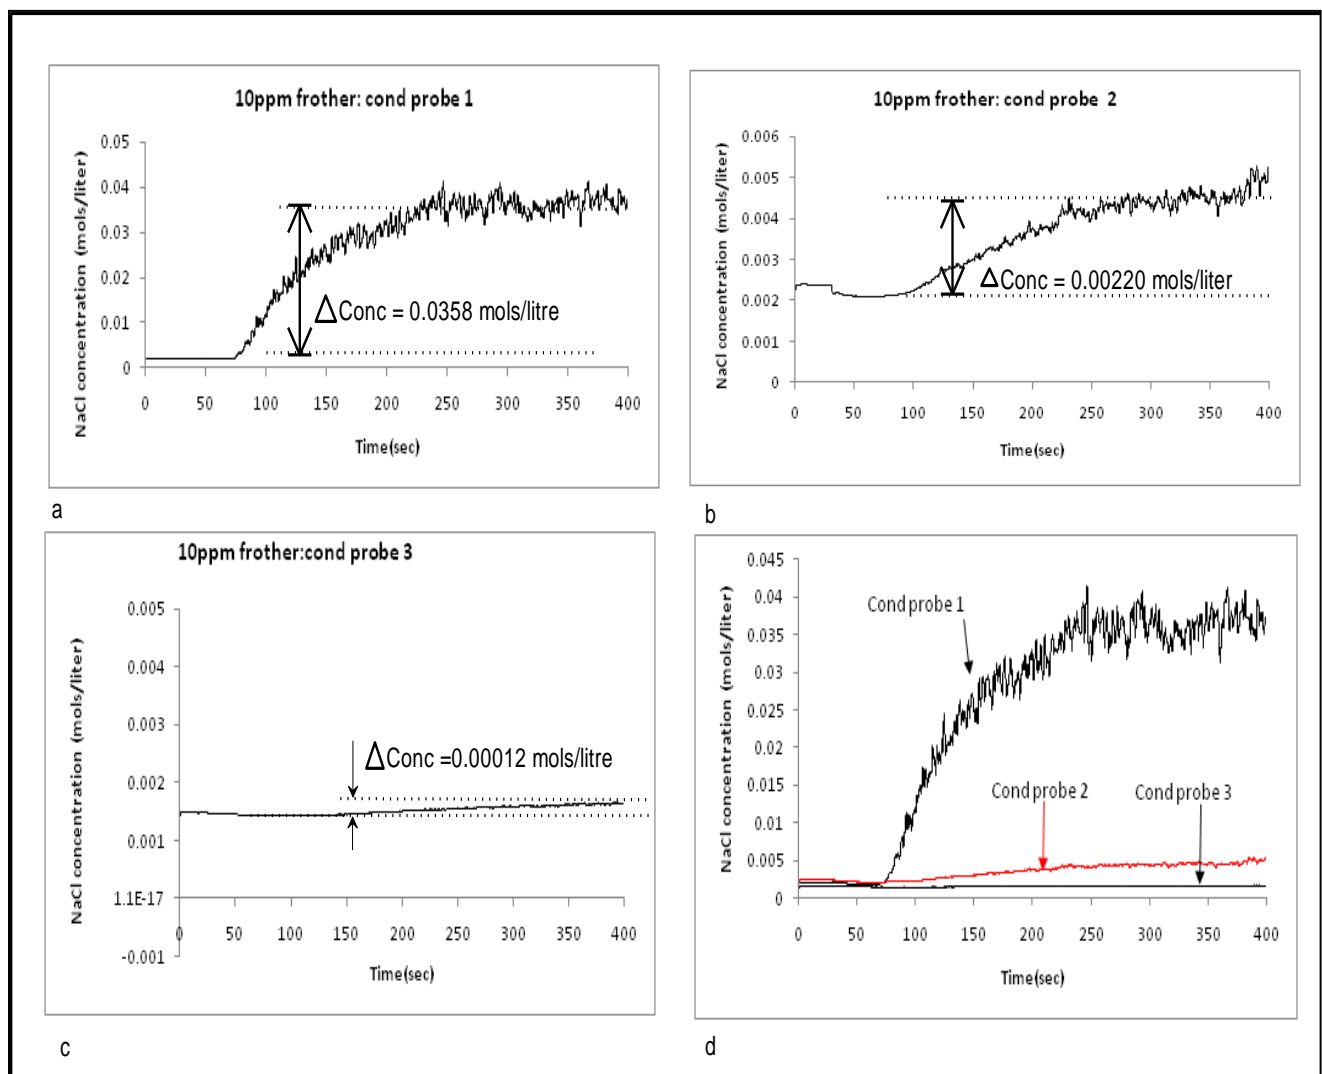 10ppm frother: cond probe 1
NaCl concentration (mols/liter)
0.05
0.04
0.03
0.02
0.01
0
0 50 100 150 200 250 300 350 400
Time(sec)
ΔConc = 0.0358 mols/litre
a
10ppm frother: cond probe 2
NaCl concentration (mols/liter)
0.006
0.005
0.004
0.003
0.002
0.001
0
0 50 100 150 200 250 300 350 400
Time(sec)
ΔConc = 0.00220 mols/liter
b
10ppm frother:cond probe 3
NaCl concentration (mols/liter)
0.005
0.004
0.003
0.002
0.001
1.1E-17
-0.001
0 50 100 150 200 250 300 350 400
Time(sec)
ΔConc =0.00012 mols/litre
c
NaCl concentration (mols/liter)
0.045
0.04
0.035
0.03
0.025
0.02
0.015
0.01
0.005
0
0 50 100 150 200 250 300 350 400
Time(sec)
Cond probe 1
Cond probe 2
Cond probe 3
d